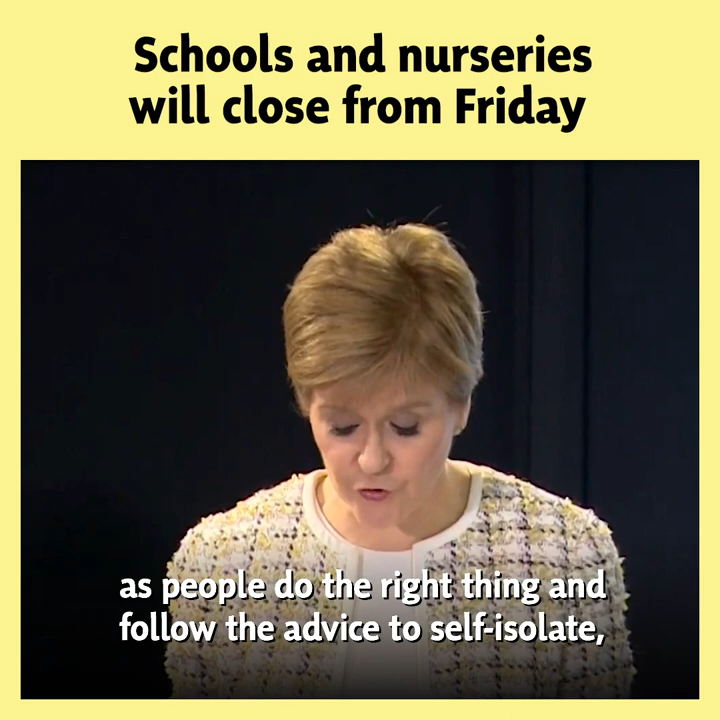 Schools and nurseries
will close from Friday
as people do the right thing and
follow the advice to self-isolate,